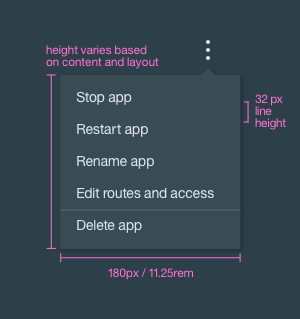 height varies based
on content and layout
Stop app
32 px
line
height
Restart app
Rename app
Edit routes and access
Delete app
180px / 11.25rem